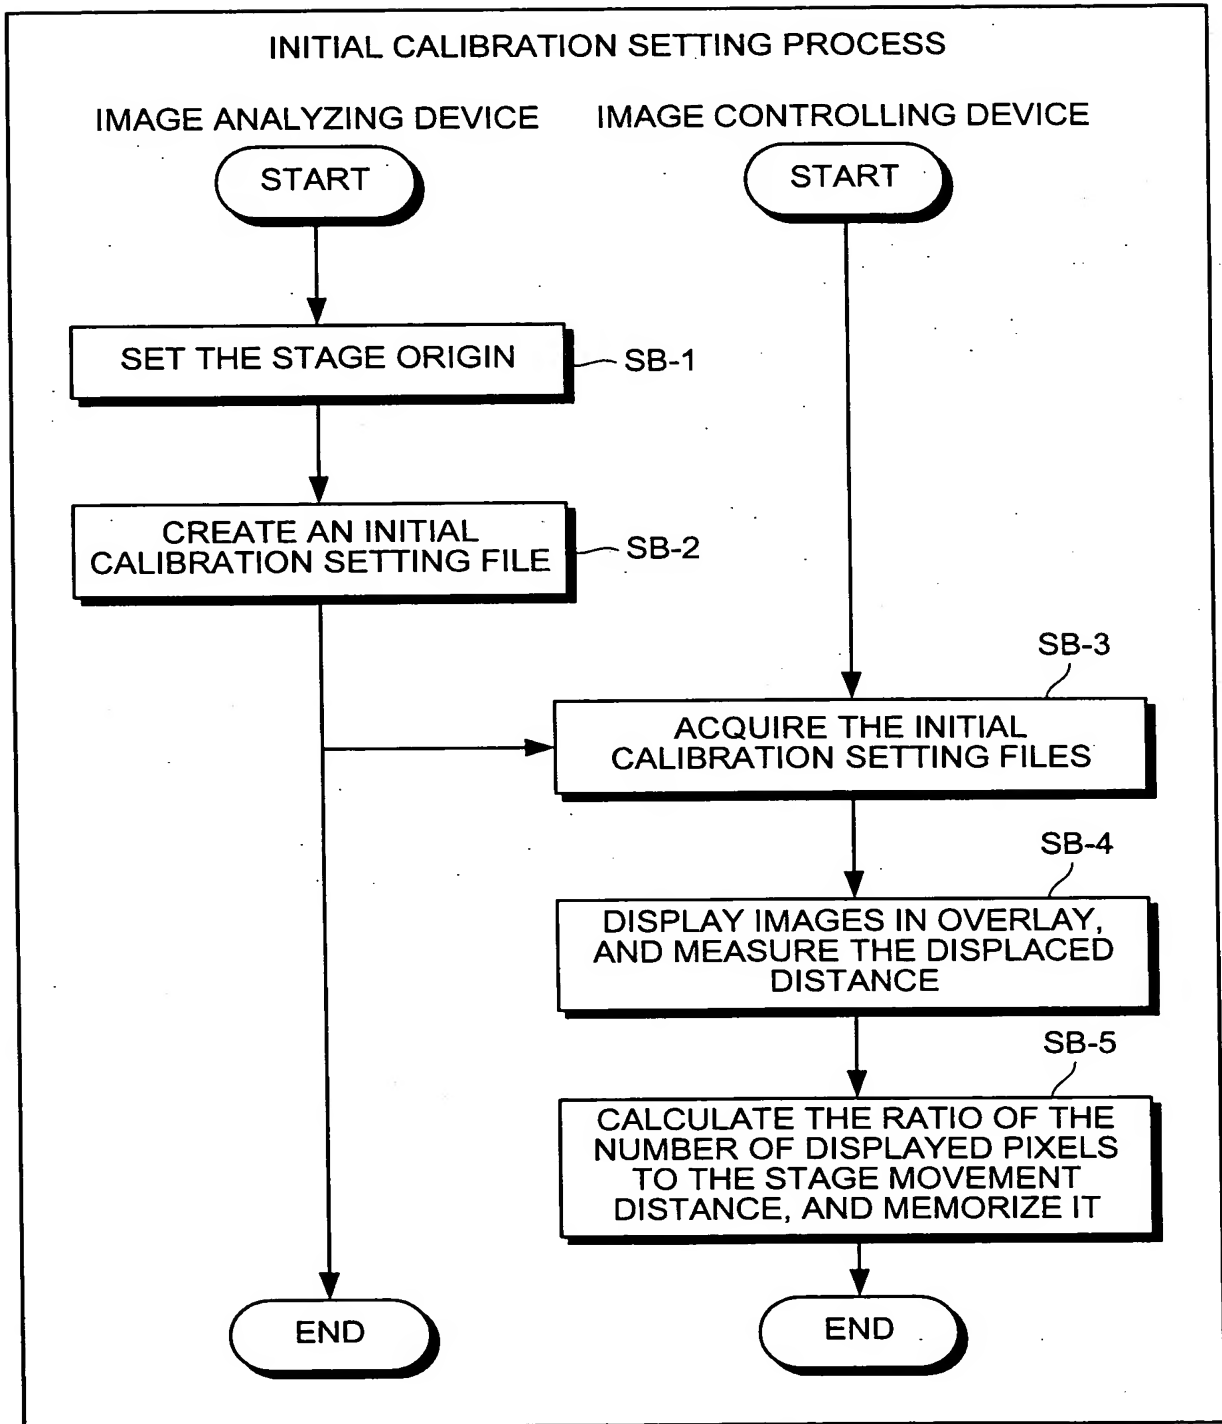 INITIAL CALIBRATION SETTING PROCESS
IMAGE ANALYZING DEVICE
IMAGE CONTROLLING DEVICE
START
START
SET THE STAGE ORIGIN
SB-1
CREATE AN INITIAL
CALIBRATION SETTING FILE
SB-2
SB-3
ACQUIRE THE INITIAL
CALIBRATION SETTING FILES
SB-4
DISPLAY IMAGES IN OVERLAY,
AND MEASURE THE DISPLACED
DISTANCE
SB-5
CALCULATE THE RATIO OF THE
NUMBER OF DISPLAYED PIXELS
TO THE STAGE MOVEMENT
DISTANCE, AND MEMORIZE IT
END
END